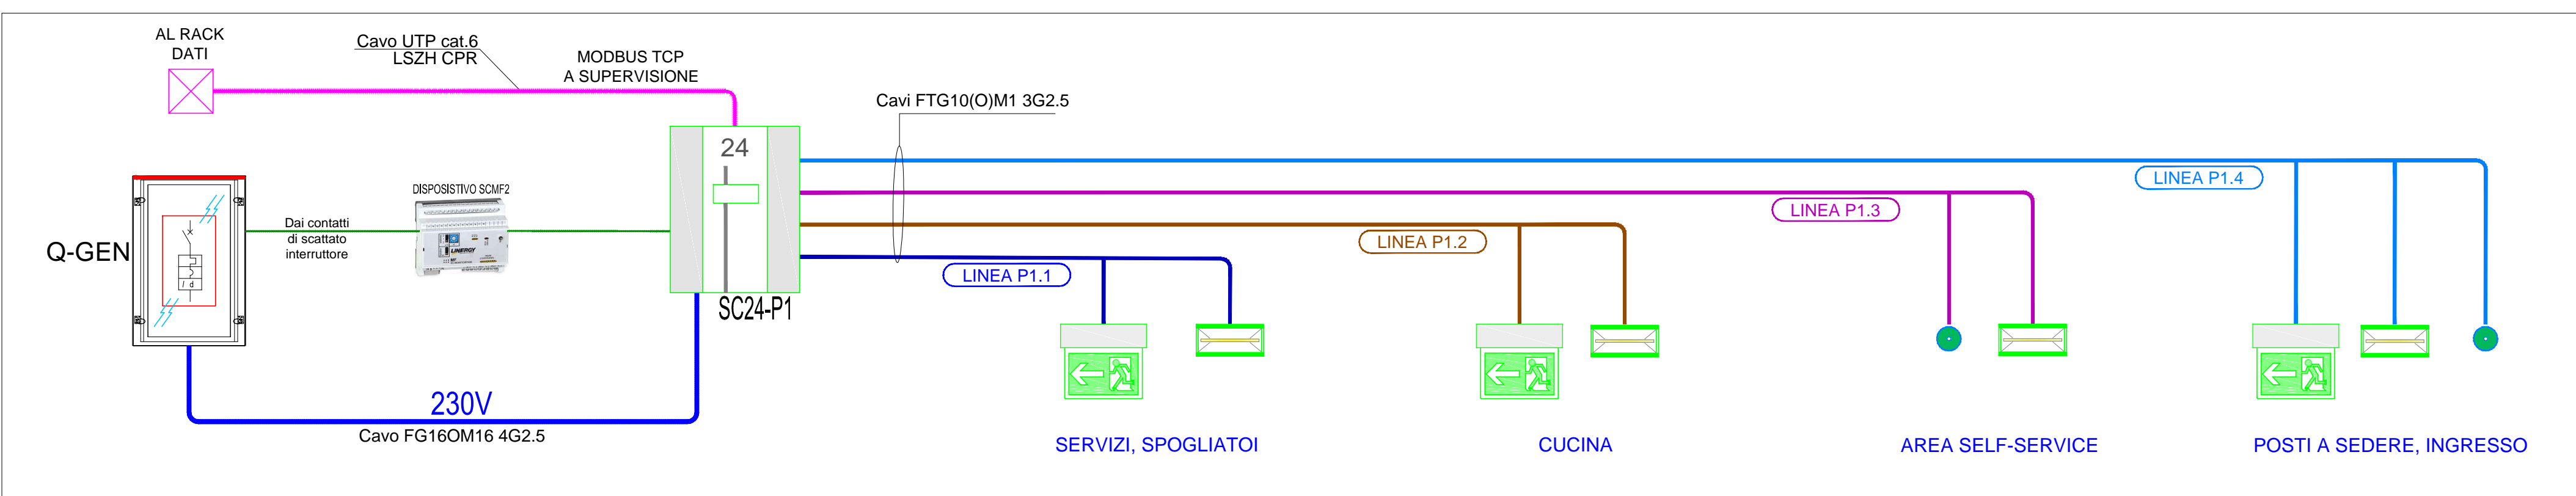 AL RACK
DATI
Cavo UTP cat.6
LSZH CPR
MODBUS TCP
A SUPERVISIONE
Cavi FTG10(O)M1 3G2.5
24
LINEA P1.4
DISPOSISTIVO SCMF2
LINEA P1.3
Dai contatti
di scattato
interruttore
Q-GEN
LINERGY
LINEA P1.2
LINEA P1.1
I d
SC24-P1
230V
Cavo FG16OM16 4G2.5
SERVIZI, SPOGLIATOI
CUCINA
AREA SELF-SERVICE
POSTI A SEDERE, INGRESSO